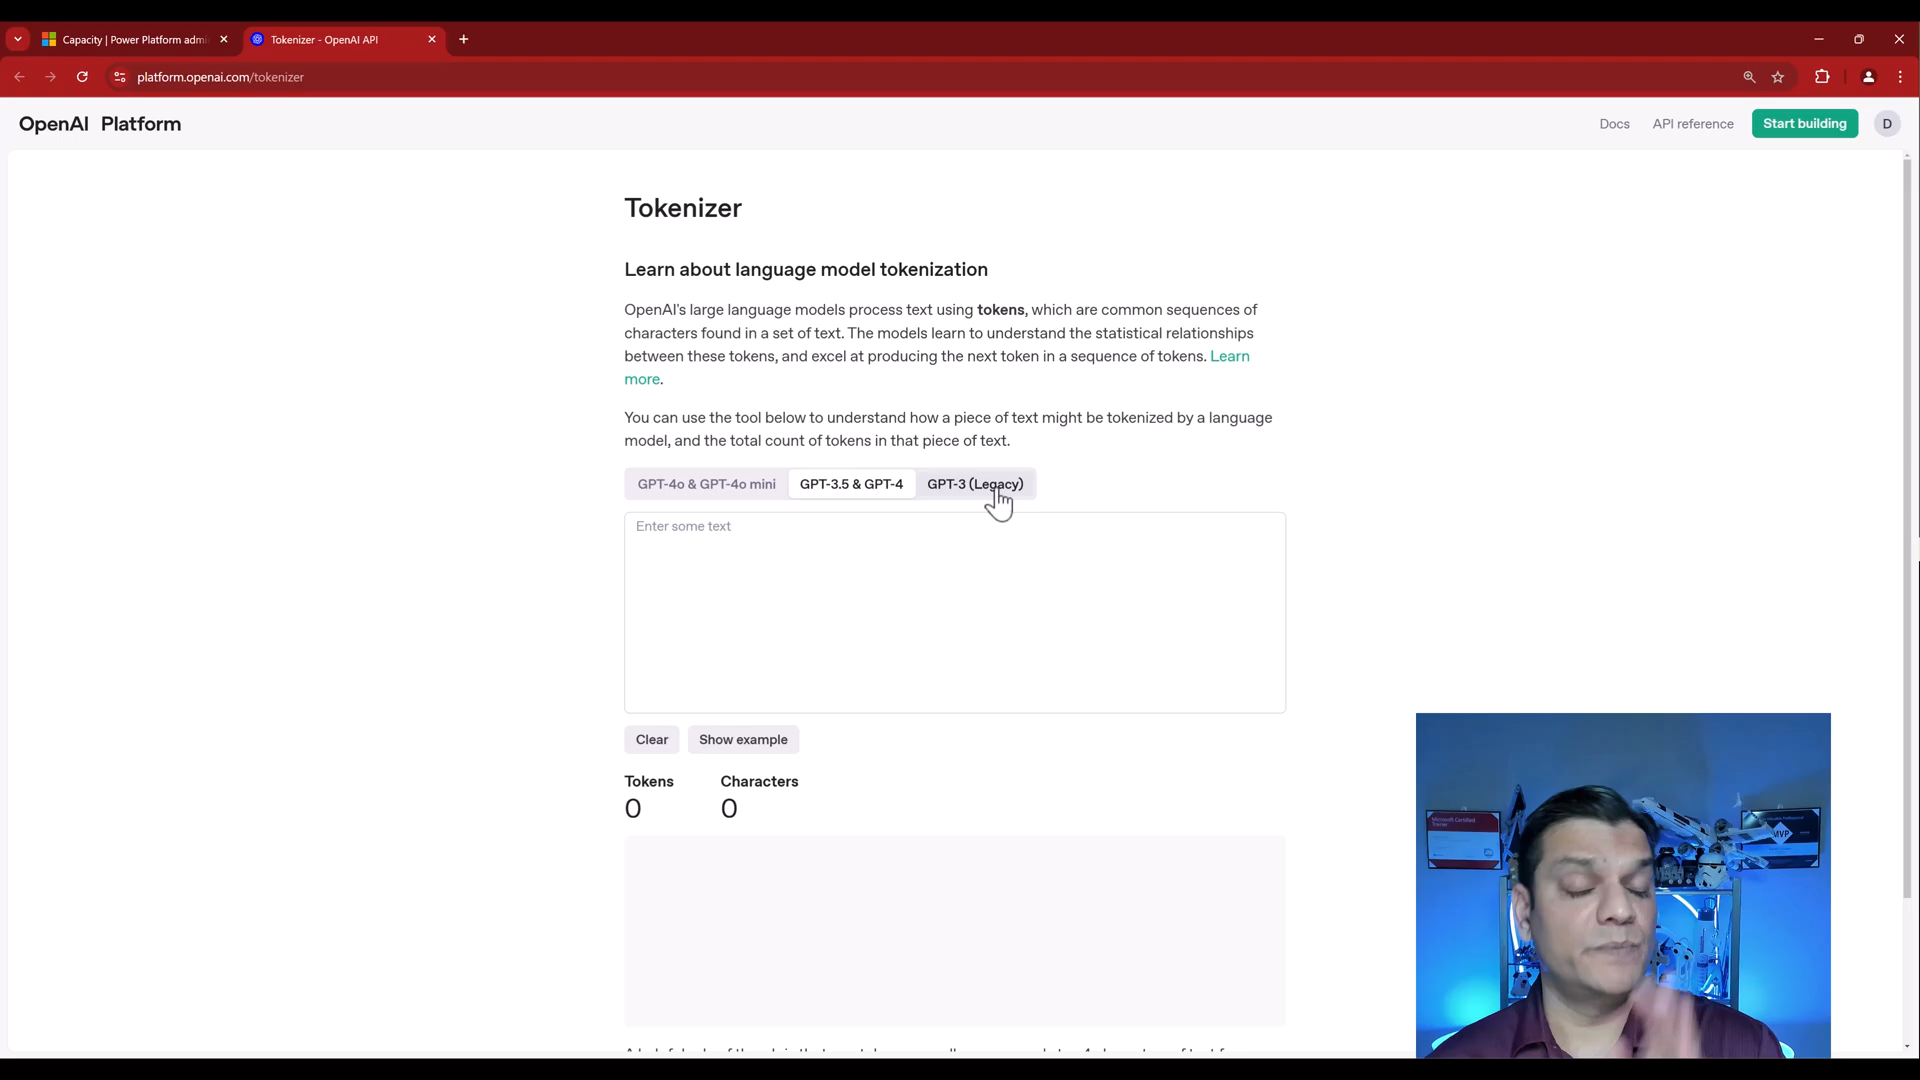 Capacity | Power Platform admi
Tokenizer - OpenAI API
platform.openai.com/tokenizer
OpenAI Platform
Docs
API reference
Start building
D
Tokenizer
Learn about language model tokenization
OpenAI's large language models process text using tokens, which are common sequences of
characters found in a set of text. The models learn to understand the statistical relationships
between these tokens, and excel at producing the next token in a sequence of tokens. Learn
more.
You can use the tool below to understand how a piece of text might be tokenized by a language
model, and the total count of tokens in that piece of text.
GPT-4o & GPT-4o mini
GPT-3.5 & GPT-4
GPT-3 (Legacy)
Enter some text
Clear
Show example
Tokens
Characters
0
0
Microsoft Certified
Trainer
MVP